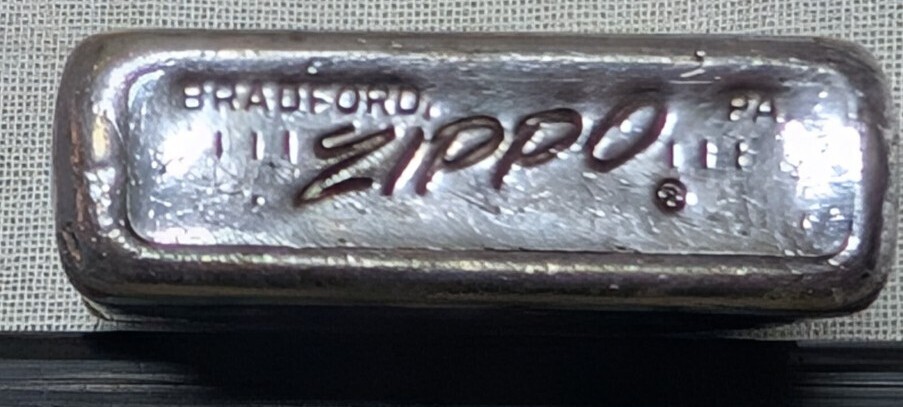 BRADFORD, PA.
||| ZIPPO |||
®